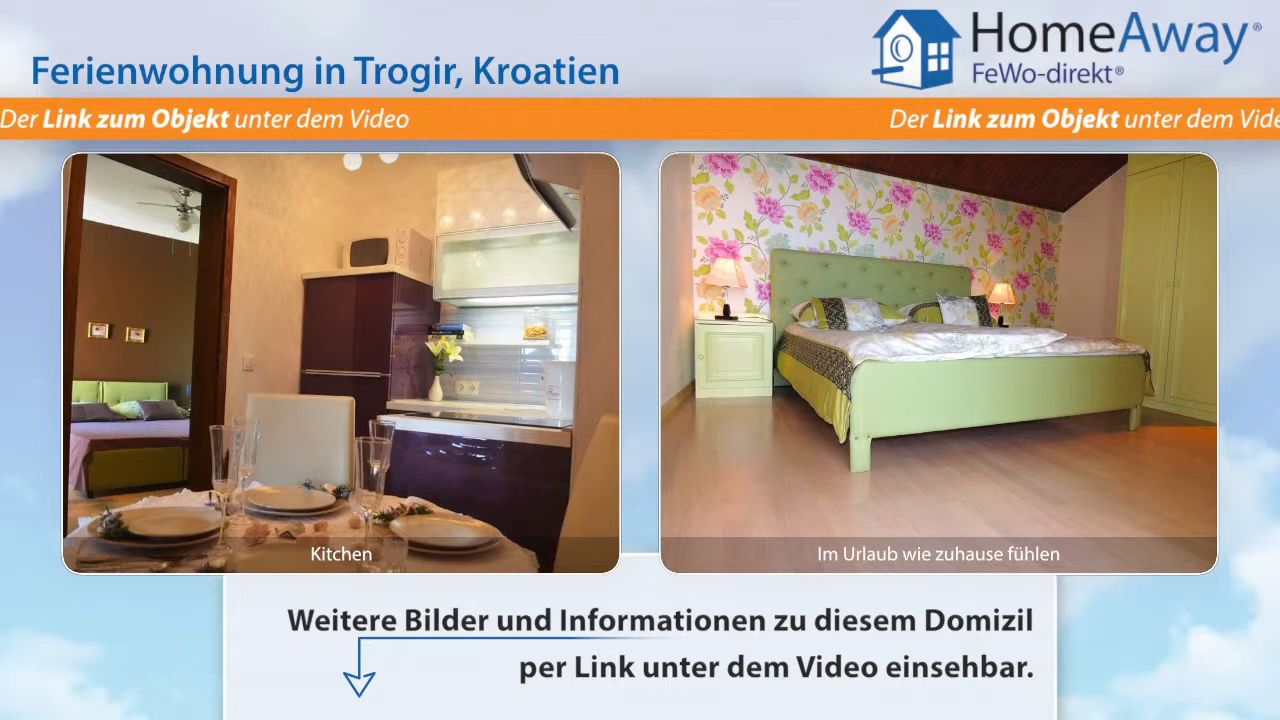 HomeAway®
FeWo-direkt®
Ferienwohnung in Trogir, Kroatien
Der Link zum Objekt unter dem Video
Der Link zum Objekt unter dem Vide
Kitchen
Im Urlaub wie zuhause fühlen
Weitere Bilder und Informationen zu diesem Domizil
per Link unter dem Video einsehbar.